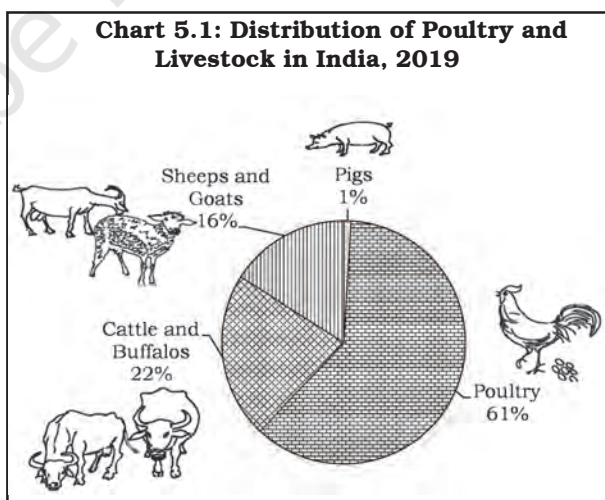 Chart 5.1: Distribution of Poultry and
Livestock in India, 2019
Pigs
1%
Sheeps and
Goats
16%
Cattle and
Buffalos
22%
Poultry
61%